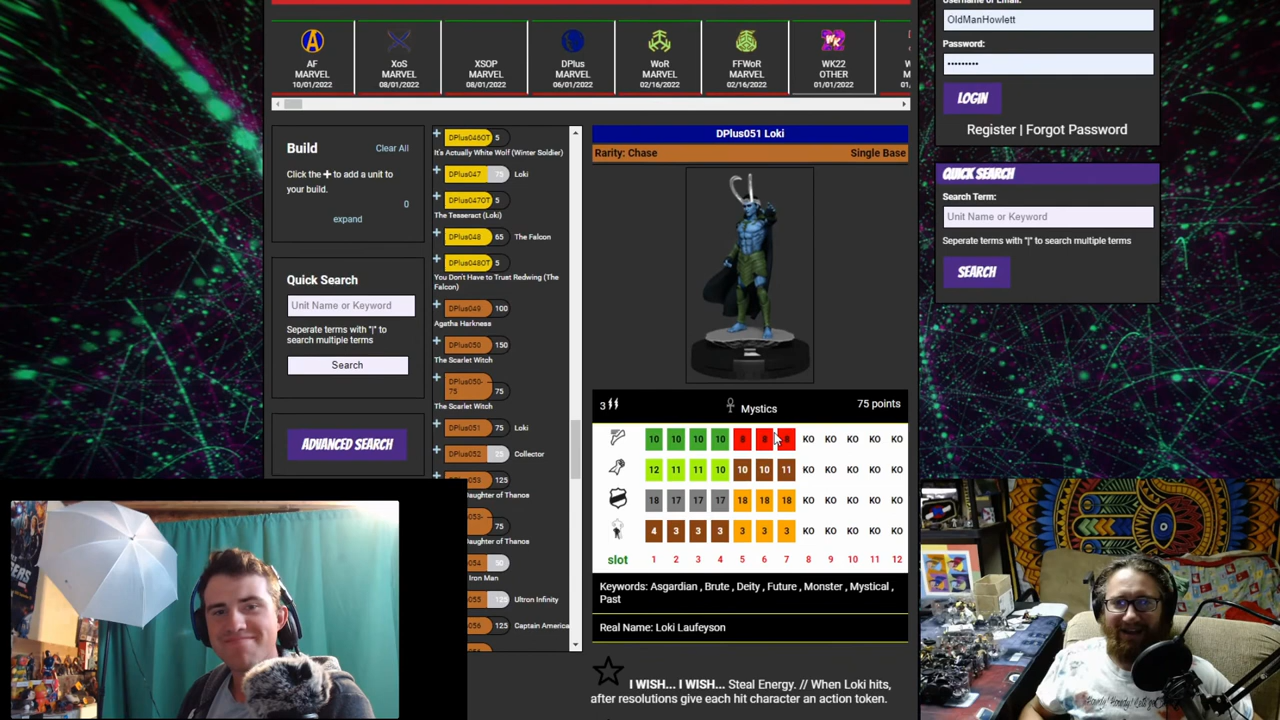 Username or Email:
OldManHowlett
Password:
•••••••••
LOGIN
Register | Forgot Password
QUICK SEARCH
Search Term:
Unit Name or Keyword
Seperate terms with "|" to search multiple terms
SEARCH
AF
MARVEL
10/01/2022
XoS
MARVEL
08/01/2022
XSOP
MARVEL
08/01/2022
DPlus
MARVEL
06/01/2022
WoR
MARVEL
02/16/2022
FFWoR
MARVEL
02/16/2022
WK22
OTHER
01/01/2022
Build
Clear All
Click the + to add a unit to
your build.
0
expand
Quick Search
Unit Name or Keyword
Seperate terms with "|" to
search multiple terms
Search
ADVANCED SEARCH
DPlus046OT 5
It's Actually White Wolf (Winter Soldier)
DPlus047 75 Loki
DPlus047OT 5
The Tesseract (Loki)
DPlus048 65 The Falcon
DPlus048OT 5
You Don't Have to Trust Redwing (The
Falcon)
DPlus049 100
Agatha Harkness
DPlus050 150
The Scarlet Witch
DPlus050-
75 75
The Scarlet Witch
DPlus051 75 Loki
DPlus052 25 Collector
053 125
Daughter of Thanos
053- 75
Daughter of Thanos
054 50
Iron Man
055 125 Ultron Infinity
056 125 Captain America
DPlus051 Loki
Rarity: Chase Single Base
3 Mystics 75 points
10 10 10 10 8 8 8 KO KO KO KO KO
12 11 11 10 10 10 11 KO KO KO KO KO
18 17 17 17 18 18 18 KO KO KO KO KO
4 3 3 3 3 3 3 KO KO KO KO KO
slot 1 2 3 4 5 6 7 8 9 10 11 12
Keywords: Asgardian , Brute , Deity , Future , Monster , Mystical ,
Past
Real Name: Loki Laufeyson
I WISH... I WISH... Steal Energy. // When Loki hits,
after resolutions give each hit character an action token.